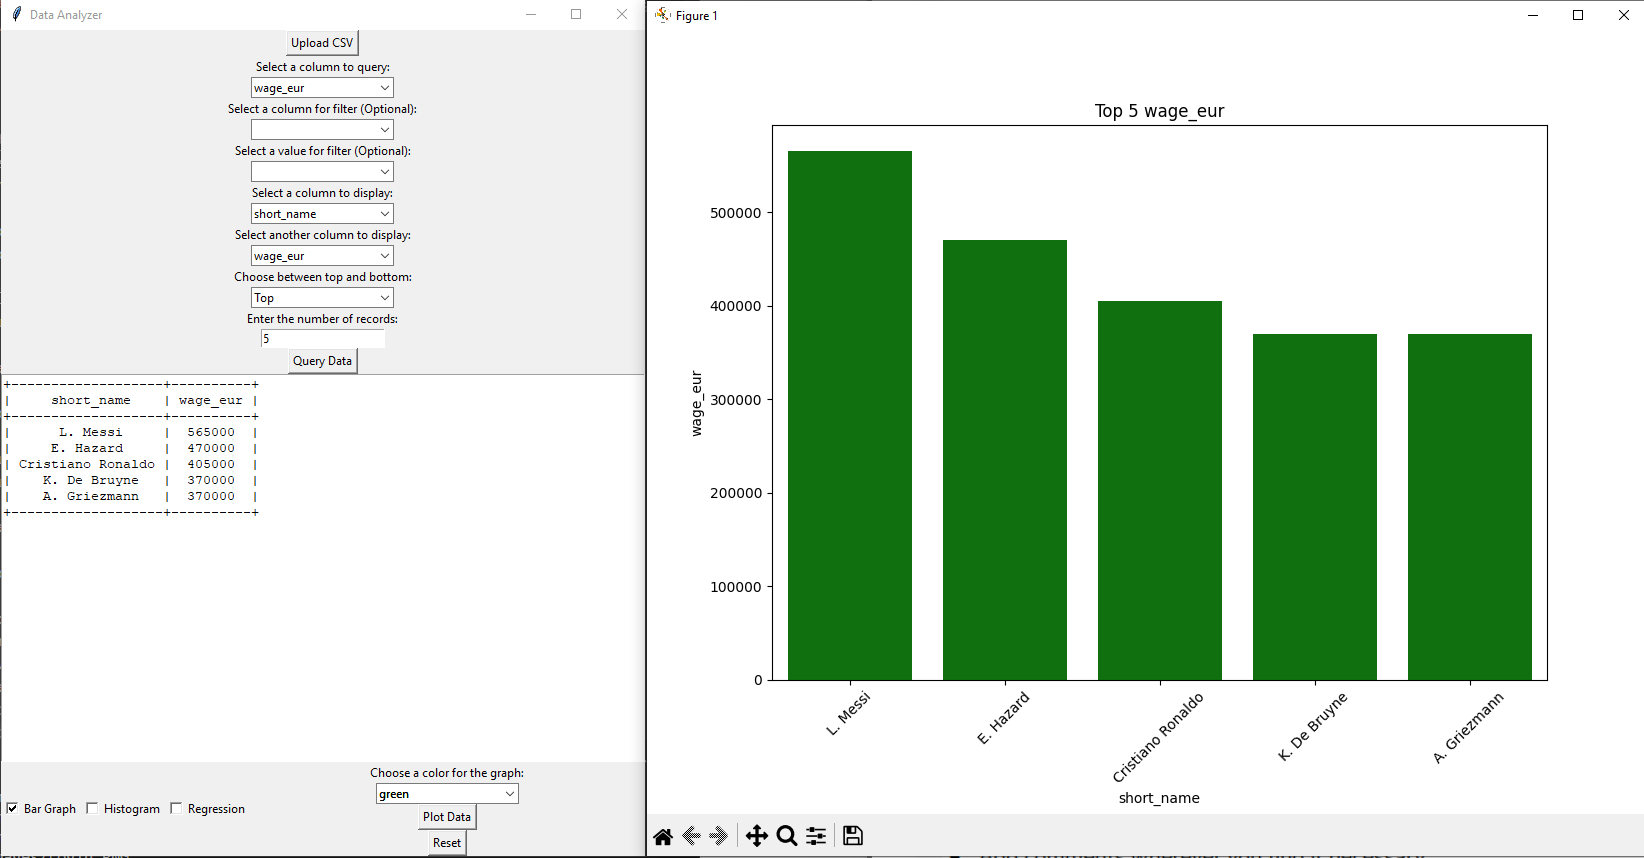 Data Analyzer
Upload CSV
Select a column to query:
wage_eur
Select a column for filter (Optional):
Select a value for filter (Optional):
Select a column to display:
short_name
Select another column to display:
wage_eur
Choose between top and bottom:
Top
Enter the number of records:
5
Query Data
+-------------------+----------+
|     short_name    | wage_eur |
+-------------------+----------+
|      L. Messi     |  565000  |
|     E. Hazard     |  470000  |
| Cristiano Ronaldo |  405000  |
|    K. De Bruyne   |  370000  |
|    A. Griezmann   |  370000  |
+-------------------+----------+
Choose a color for the graph:
green
Bar Graph Histogram Regression
Plot Data
Reset
Figure 1
Top 5 wage_eur
500000
400000
300000
200000
100000
0
wage_eur
L. Messi
E. Hazard
Cristiano Ronaldo
K. De Bruyne
A. Griezmann
short_name